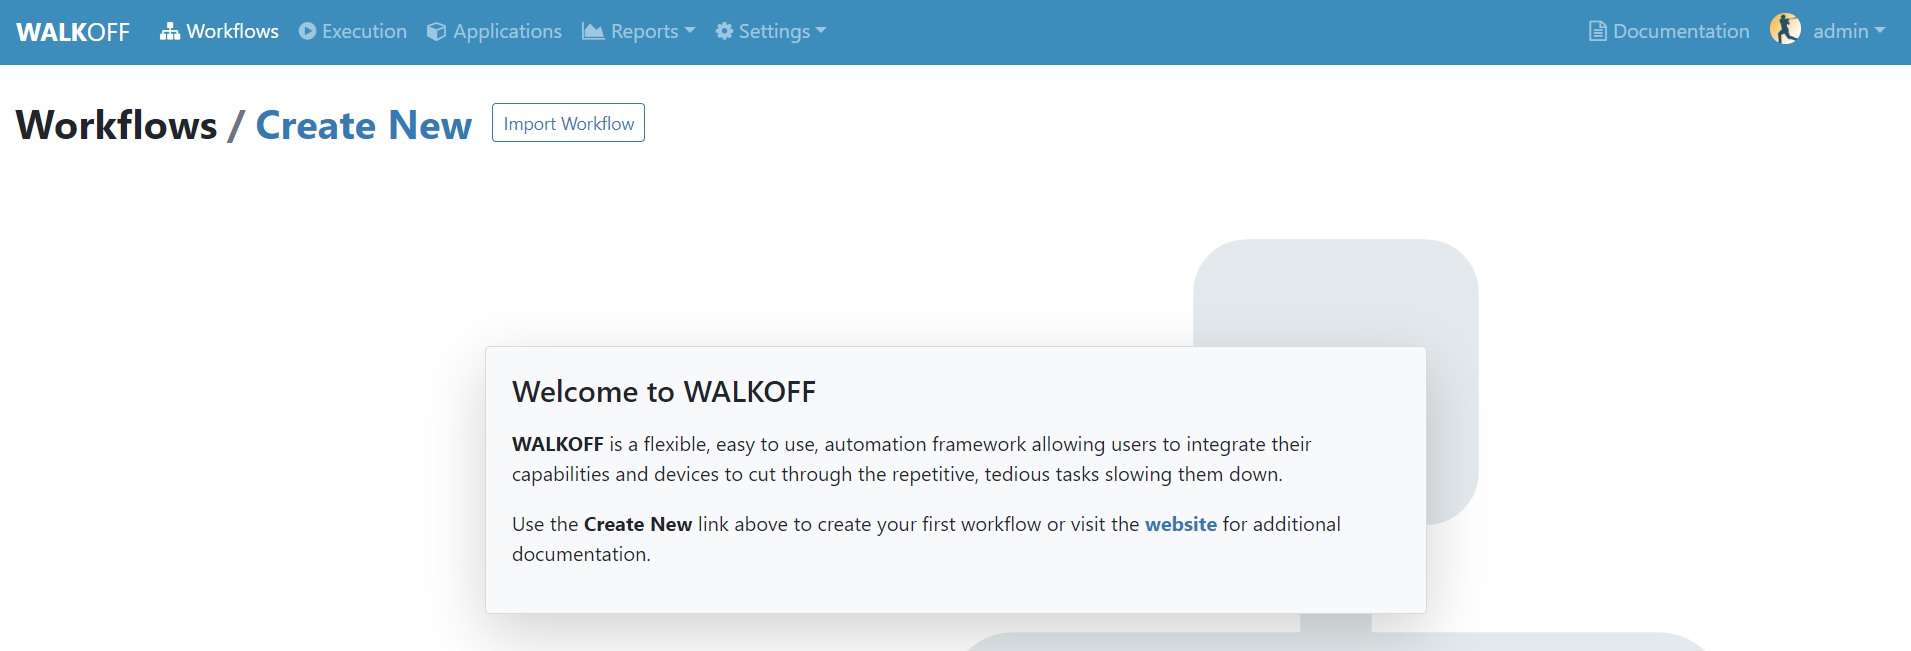 WALKOFF Workflows Execution Applications Reports Settings Documentation admin
Workflows / Create New Import Workflow
Welcome to WALKOFF
WALKOFF is a flexible, easy to use, automation framework allowing users to integrate their
capabilities and devices to cut through the repetitive, tedious tasks slowing them down.
Use the Create New link above to create your first workflow or visit the website for additional
documentation.